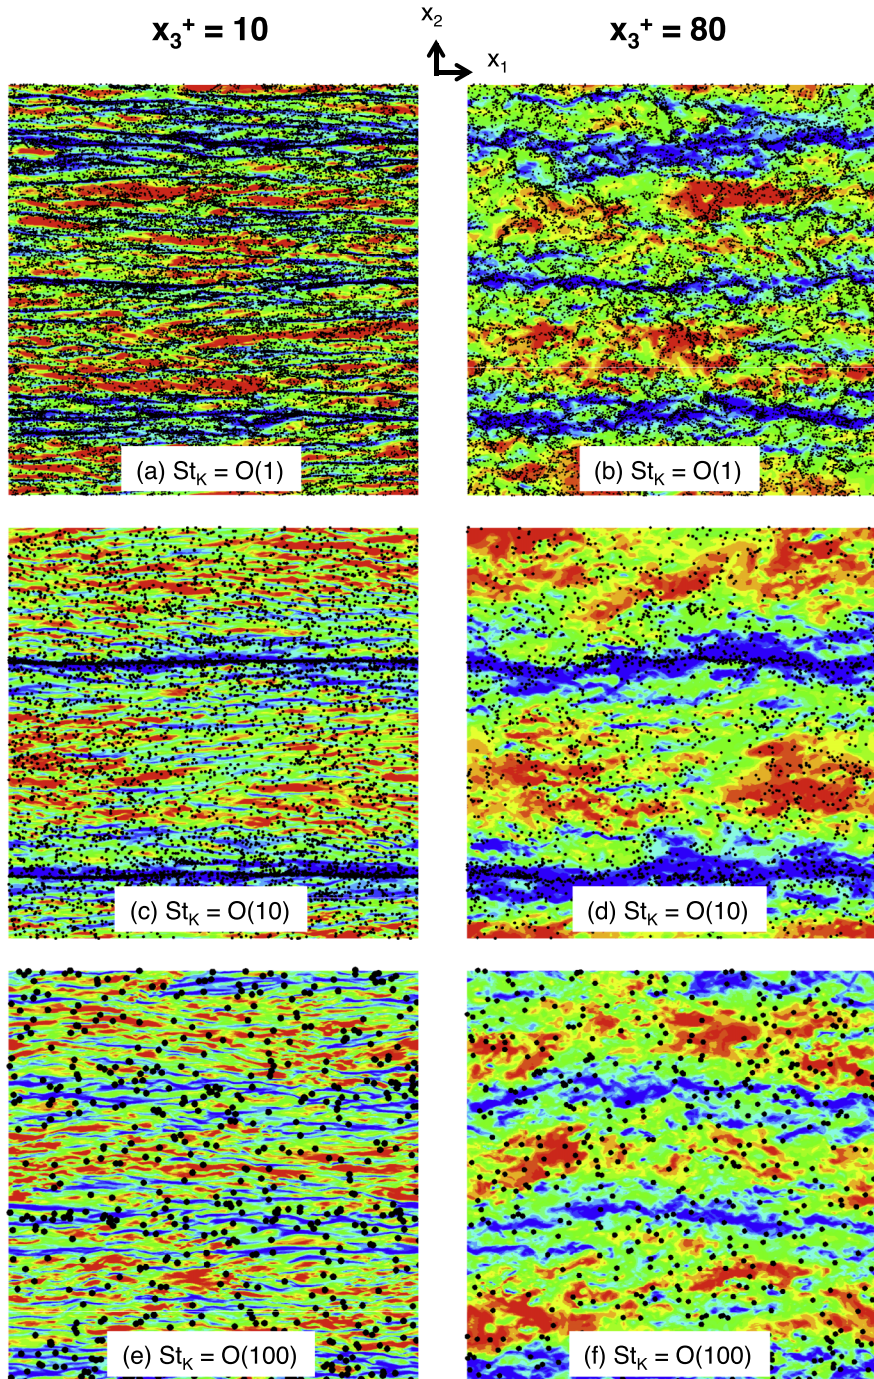 x₃⁺ = 10
x₂
x₁
x₃⁺ = 80
(a) Stₖ = O(1)
(b) Stₖ = O(1)
(c) Stₖ = O(10)
(d) Stₖ = O(10)
(e) Stₖ = O(100)
(f) Stₖ = O(100)